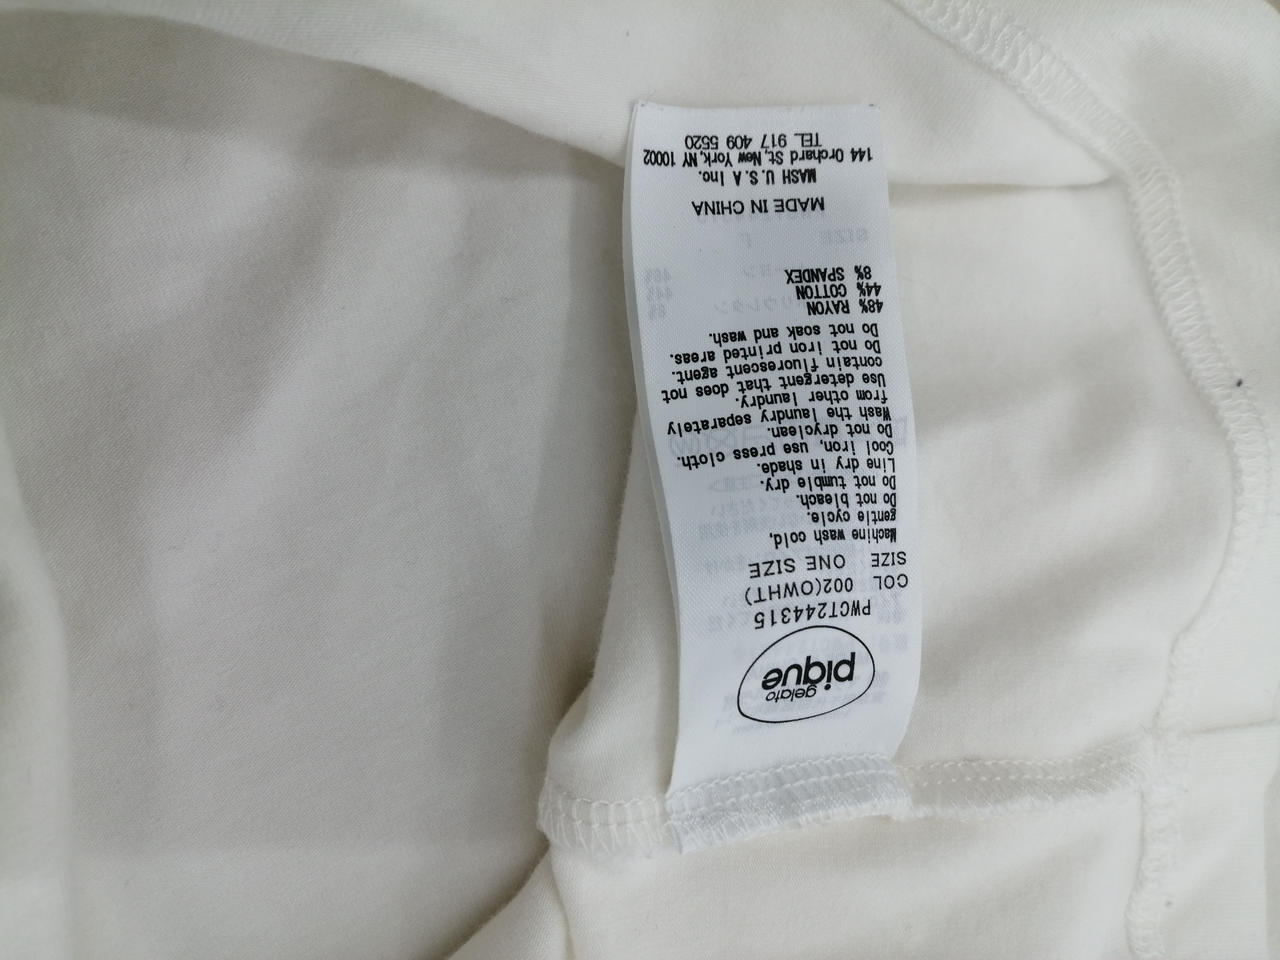 gelato
pique
PWCT244315
COL 002(OWHT)
SIZE ONE SIZE
Machine wash cold,
gentle cycle.
Do not bleach.
Do not tumble dry.
Line dry in shade.
Cool iron, use press cloth.
Do not dryclean.
Wash the laundry separately
from other laundry.
Use detergent that does not
contain fluorescent agent.
Do not iron printed areas.
Do not soak and wash.
48% RAYON
44% COTTON
8% SPANDEX
MADE IN CHINA
MASH U.S.A Inc.
144 Orchard St, New York, NY 10002
TEL 917 409 5520